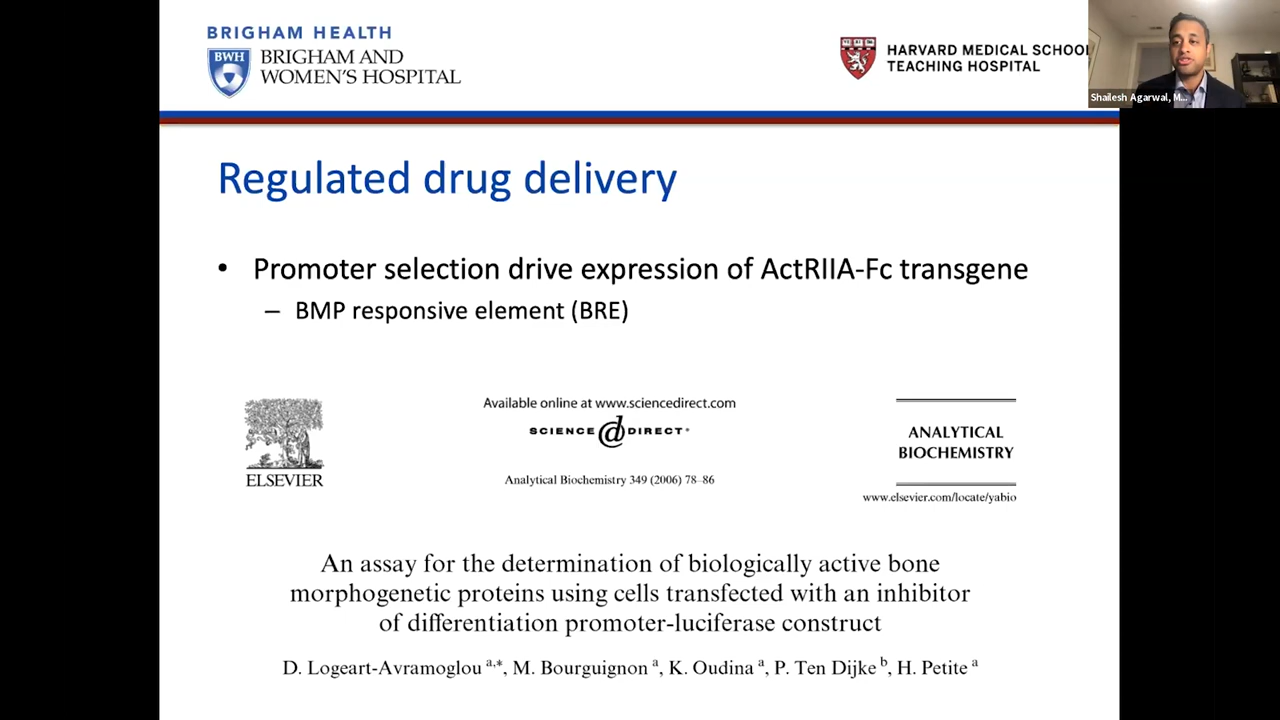 BRIGHAM HEALTH
BWH
BRIGHAM AND
WOMEN'S HOSPITAL
HARVARD MEDICAL SCHOOL
TEACHING HOSPITAL
Shailesh Agarwal, M...
Regulated drug delivery
• Promoter selection drive expression of ActRIIA-Fc transgene
– BMP responsive element (BRE)
ELSEVIER
Available online at www.sciencedirect.com
SCIENCE @ DIRECT®
Analytical Biochemistry 349 (2006) 78–86
ANALYTICAL
BIOCHEMISTRY
www.elsevier.com/locate/yabio
An assay for the determination of biologically active bone
morphogenetic proteins using cells transfected with an inhibitor
of differentiation promoter-luciferase construct
D. Logeart-Avramoglou a,*, M. Bourguignon a, K. Oudina a, P. Ten Dijke b, H. Petite a